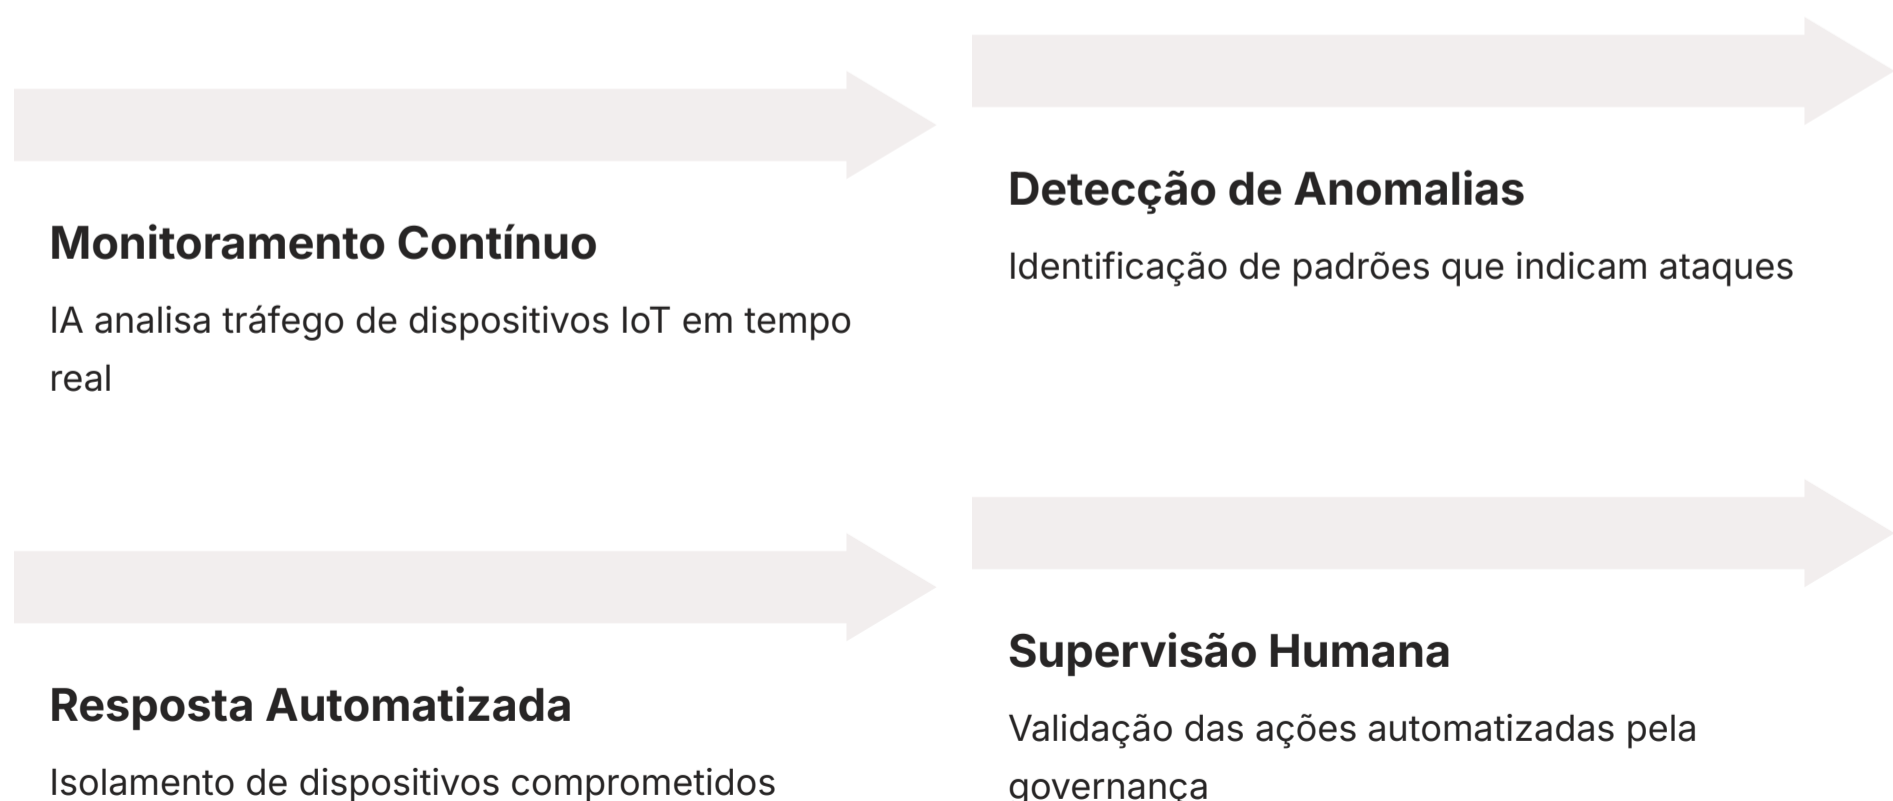 Monitoramento Contínuo
IA analisa tráfego de dispositivos IoT em tempo
real
Detecção de Anomalias
Identificação de padrões que indicam ataques
Resposta Automatizada
Isolamento de dispositivos comprometidos
Supervisão Humana
Validação das ações automatizadas pela
governança